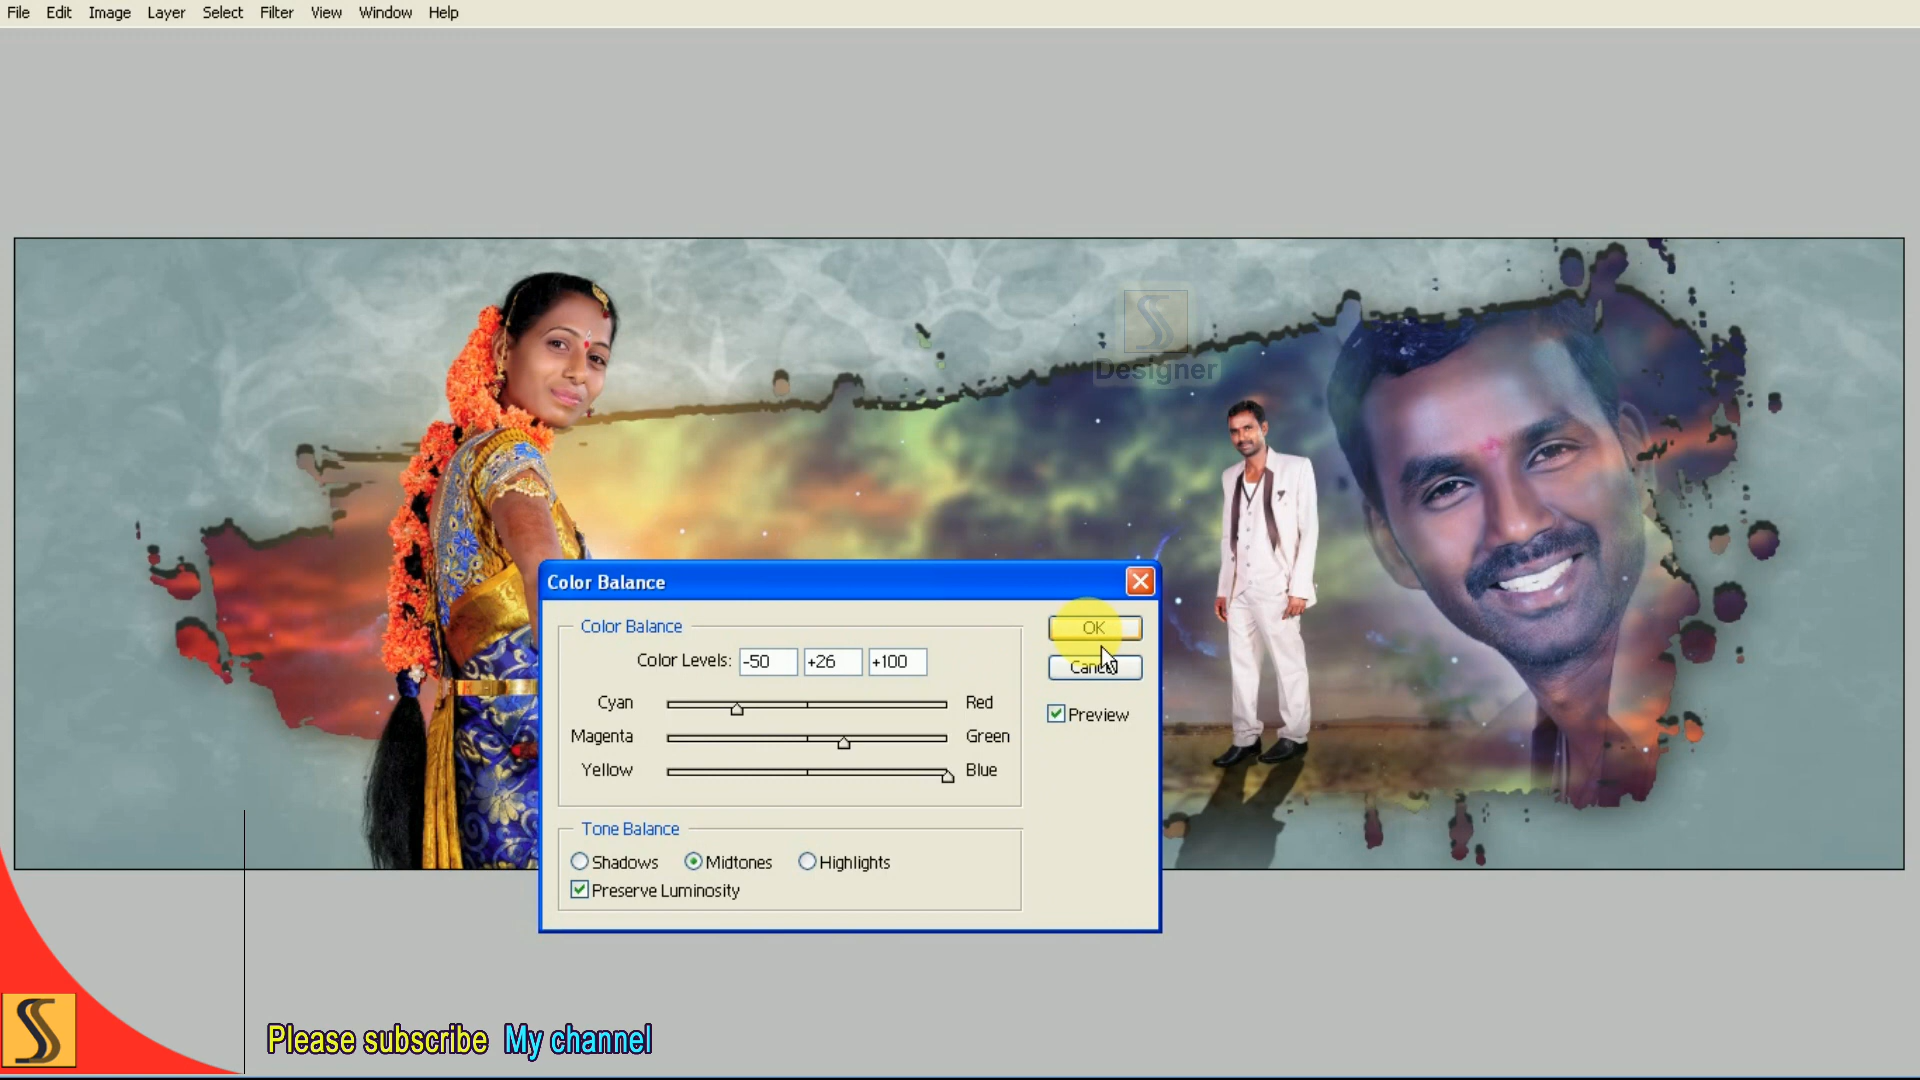 File Edit Image Layer Select Filter View Window Help
Designer
Color Balance
Color Balance
OK
Color Levels: -50 +26 +100
Cancel
Cyan Red
Preview
Magenta Green
Yellow Blue
Tone Balance
Shadows Midtones Highlights
Preserve Luminosity
Please subscribe My channel